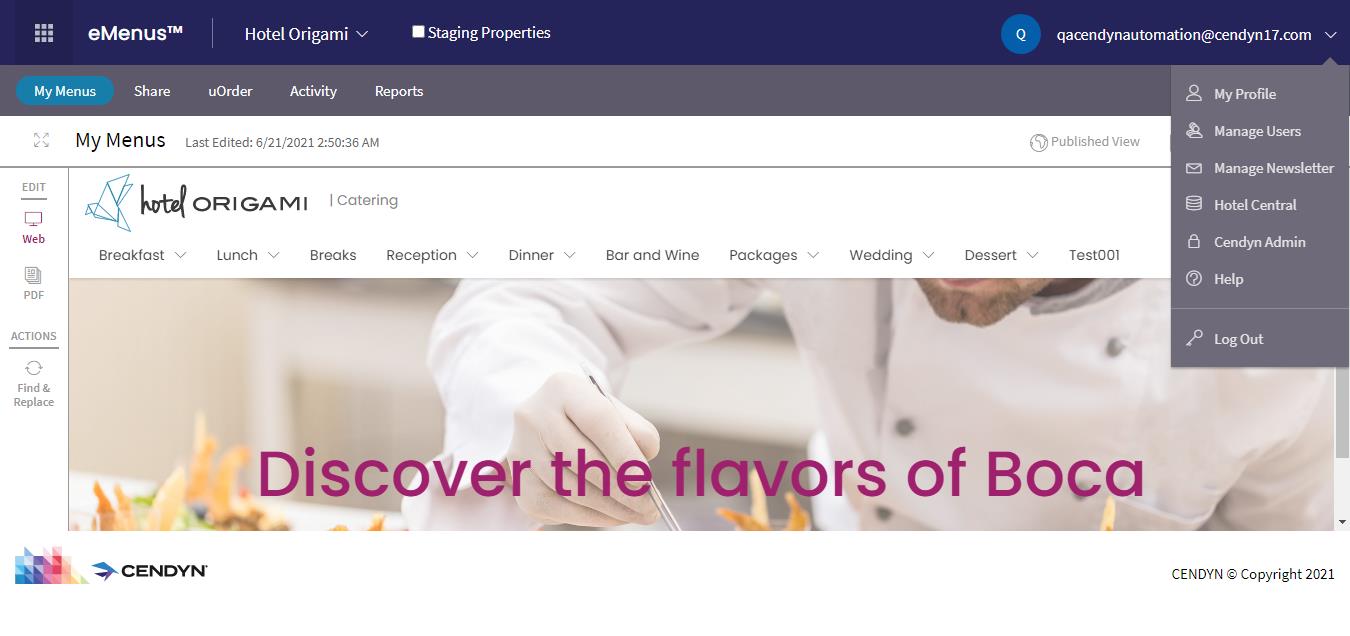 eMenus™
Hotel Origami
Staging Properties
Q
qacendynautomation@cendyn17.com
My Menus
Share
uOrder
Activity
Reports
My Profile
Manage Users
Manage Newsletter
Hotel Central
Cendyn Admin
Help
Log Out
My Menus
Last Edited: 6/21/2021 2:50:36 AM
Published View
EDIT
Web
PDF
ACTIONS
Find &
Replace
hotel ORIGAMI
| Catering
Breakfast
Lunch
Breaks
Reception
Dinner
Bar and Wine
Packages
Wedding
Dessert
Test001
Discover the flavors of Boca
CENDYN
CENDYN © Copyright 2021